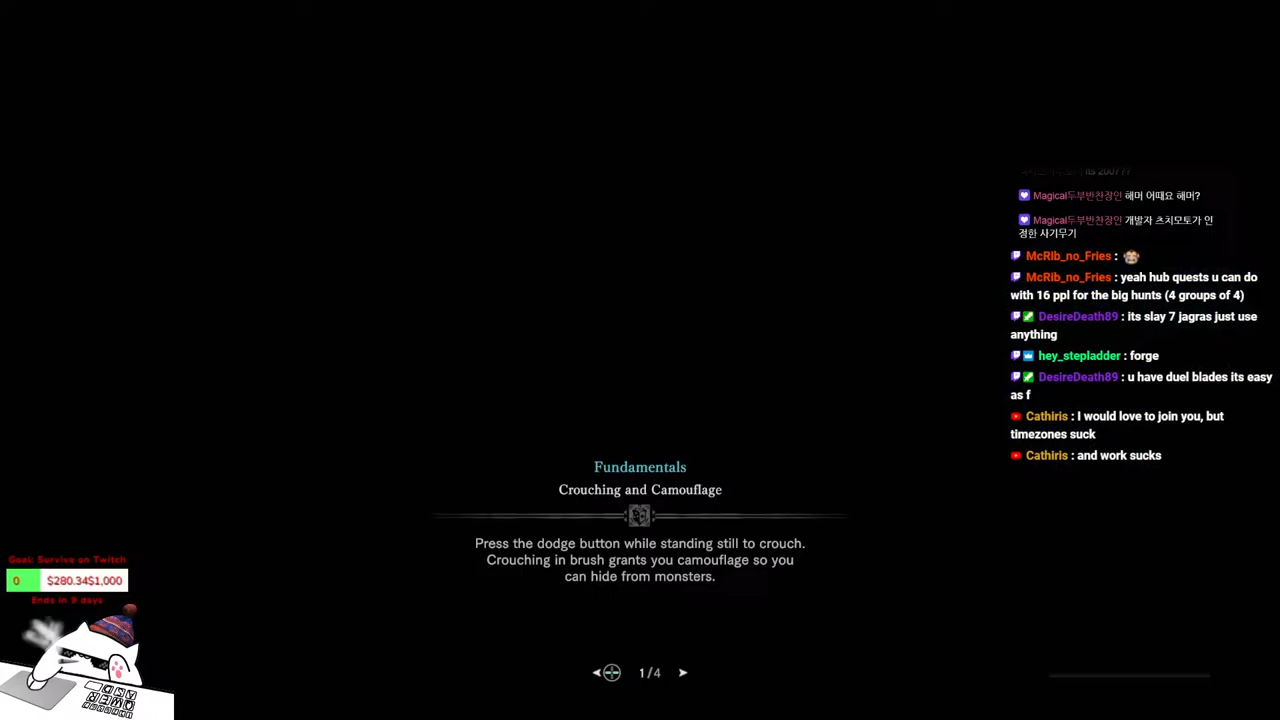 Magical두부반찬장인 해머 어때요 해머?
Magical두부반찬장인 개발자 츠치모토가 인
정한 사기무기
McRib_no_Fries :
McRib_no_Fries : yeah hub quests u can do
with 16 ppl for the big hunts (4 groups of 4)
DesireDeath89 : its slay 7 jagras just use
anything
hey_stepladder : forge
DesireDeath89 : u have duel blades its easy
as f
Cathiris : I would love to join you, but
timezones suck
Cathiris : and work sucks
Fundamentals
Crouching and Camouflage
Press the dodge button while standing still to crouch.
Crouching in brush grants you camouflage so you
can hide from monsters.
1/4
Goal: Survive on Twitch
0 $280.34$1,000
Ends in 9 days